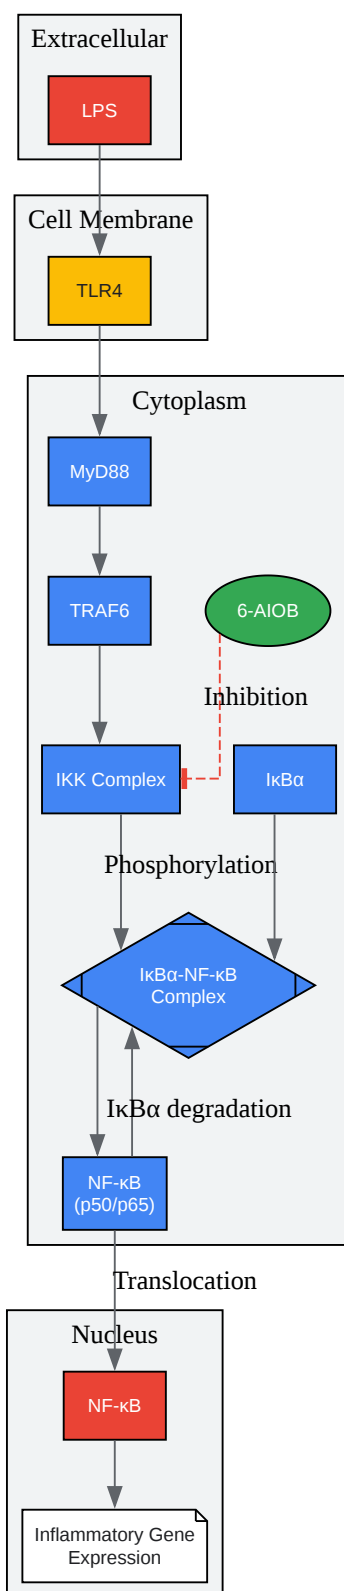 Extracellular
LPS
Cell Membrane
TLR4
Cytoplasm
MyD88
TRAF6
6-AIOB
Inhibition
IKK Complex
IκBα
Phosphorylation
IκBα-NF-κB
Complex
IκBα degradation
NF-κB
(p50/p65)
Translocation
Nucleus
NF-κB
Inflammatory Gene
Expression